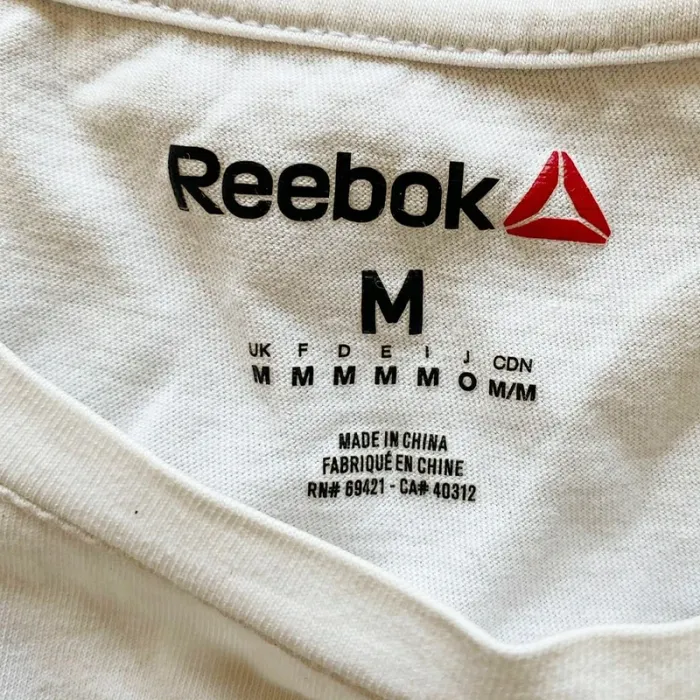 Reebok
M
UK F D E I J CDN
M M M M M O M/M
MADE IN CHINA
FABRIQUÉ EN CHINE
RN# 69421 - CA# 40312